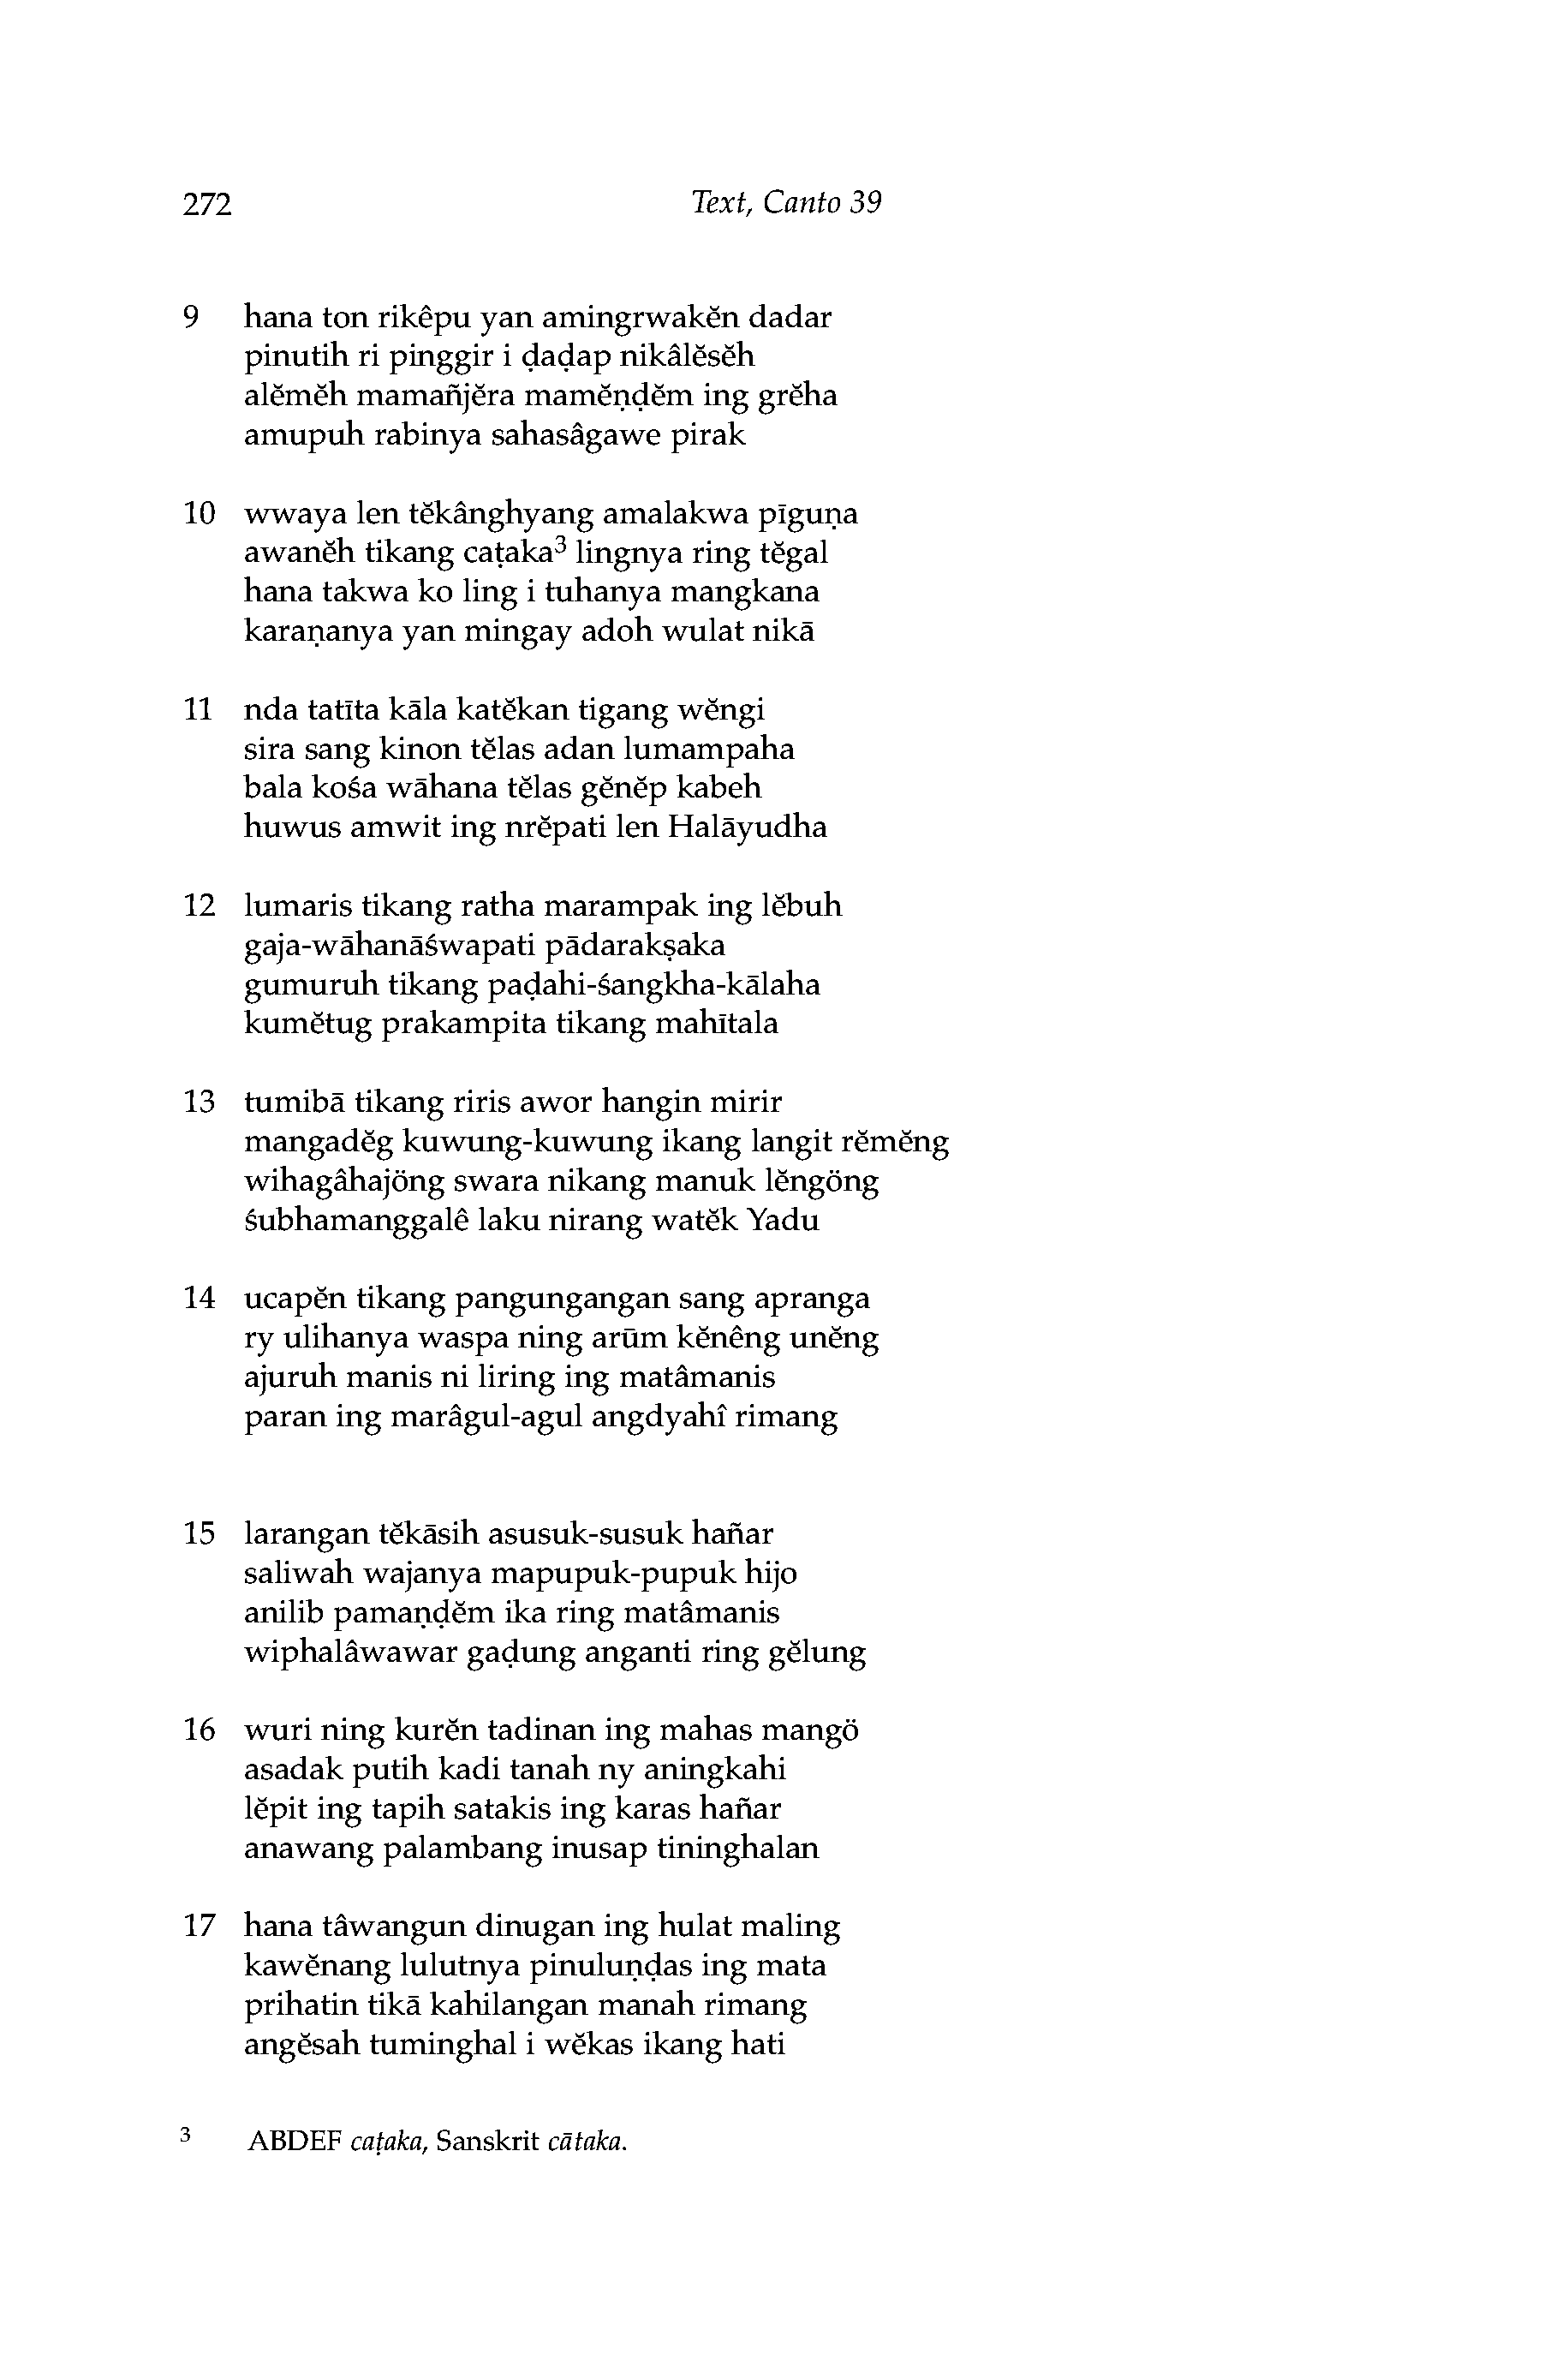 272 Text, Canto 39
9 hana ton rikêpu yan amingrwakĕn dadar
pinutih ri pinggir i ḍaḍap nikâlĕsĕh
alĕmĕh mamañjĕra mamĕṇḍĕm ing grĕha
amupuh rabinya sahasâgawe pirak
10 wwaya len tĕkânghyang amalakwa pīguṇa
awanĕh tikang caṭaka³ lingnya ring tĕgal
hana takwa ko ling i tuhanya mangkana
karaṇanya yan mingay adoh wulat nikā
11 nda tatīta kāla katĕkan tigang wĕngi
sira sang kinon tĕlas adan lumampaha
bala kośa wāhana tĕlas gĕnĕp kabeh
huwus amwit ing nrĕpati len Halāyudha
12 lumaris tikang ratha marampak ing lĕbuh
gaja-wāhanāśwapati pādarakṣaka
gumuruh tikang paḍahi-śangkha-kālaha
kumĕtug prakampita tikang mahītala
13 tumibā tikang riris awor hangin mirir
mangadĕg kuwung-kuwung ikang langit rĕmĕng
wihagâhajöng swara nikang manuk lĕngöng
śubhamanggalê laku nirang watĕk Yadu
14 ucapĕn tikang pangungangan sang apranga
ry ulihanya waspa ning arūm kĕnêng unĕng
ajuruh manis ni liring ing matâmanis
paran ing marâgul-agul angdyahî rimang
15 larangan tĕkāsih asusuk-susuk hañar
saliwah wajanya mapupuk-pupuk hijo
anilib pamaṇḍĕm ika ring matâmanis
wiphalâwawar gaḍung anganti ring gĕlung
16 wuri ning kurĕn tadinan ing mahas mangö
asadak putih kadi tanah ny aningkahi
lĕpit ing tapih satakis ing karas hañar
anawang palambang inusap tininghalan
17 hana tâwangun dinugan ing hulat maling
kawĕnang lulutnya pinuluṇḍas ing mata
prihatin tikā kahilangan manah rimang
angĕsah tuminghal i wĕkas ikang hati
³ ABDEF caṭaka, Sanskrit cātaka.